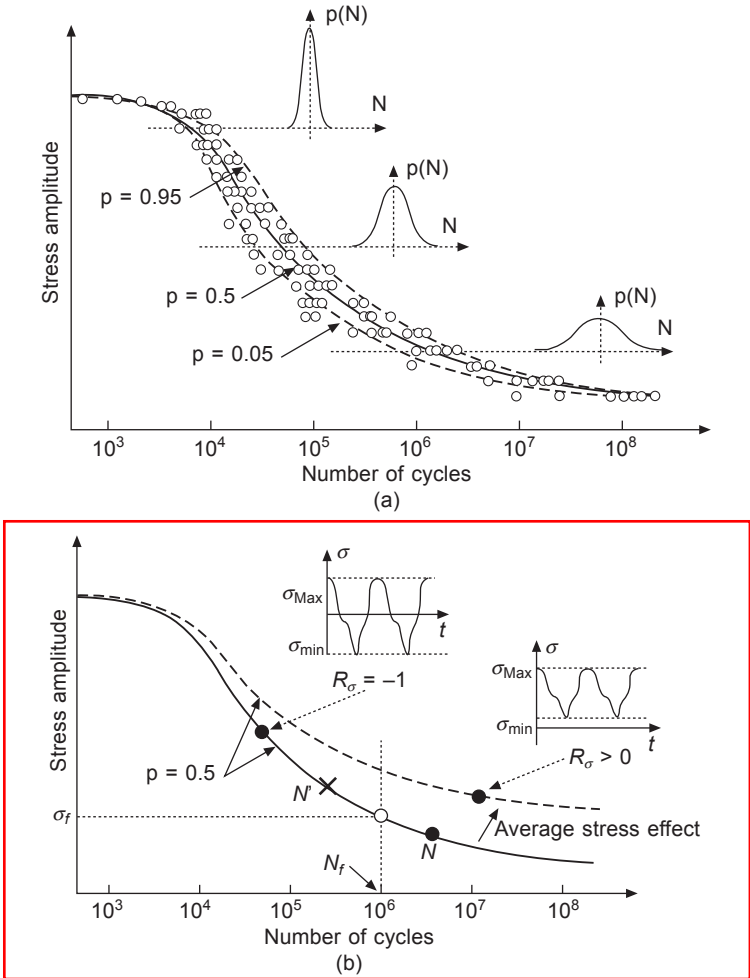 p(N)
N
p(N)
N
p(N)
N
p = 0.95
p = 0.5
p = 0.05
Stress amplitude
10³ 10⁴ 10⁵ 10⁶ 10⁷ 10⁸
Number of cycles
(a)
σ
σMax
σmin
t
Rσ = –1
σ
σMax
σmin
t
Rσ > 0
Stress amplitude
p = 0.5
N'
σf
N
Average stress effect
Nf
10³ 10⁴ 10⁵ 10⁶ 10⁷ 10⁸
Number of cycles
(b)